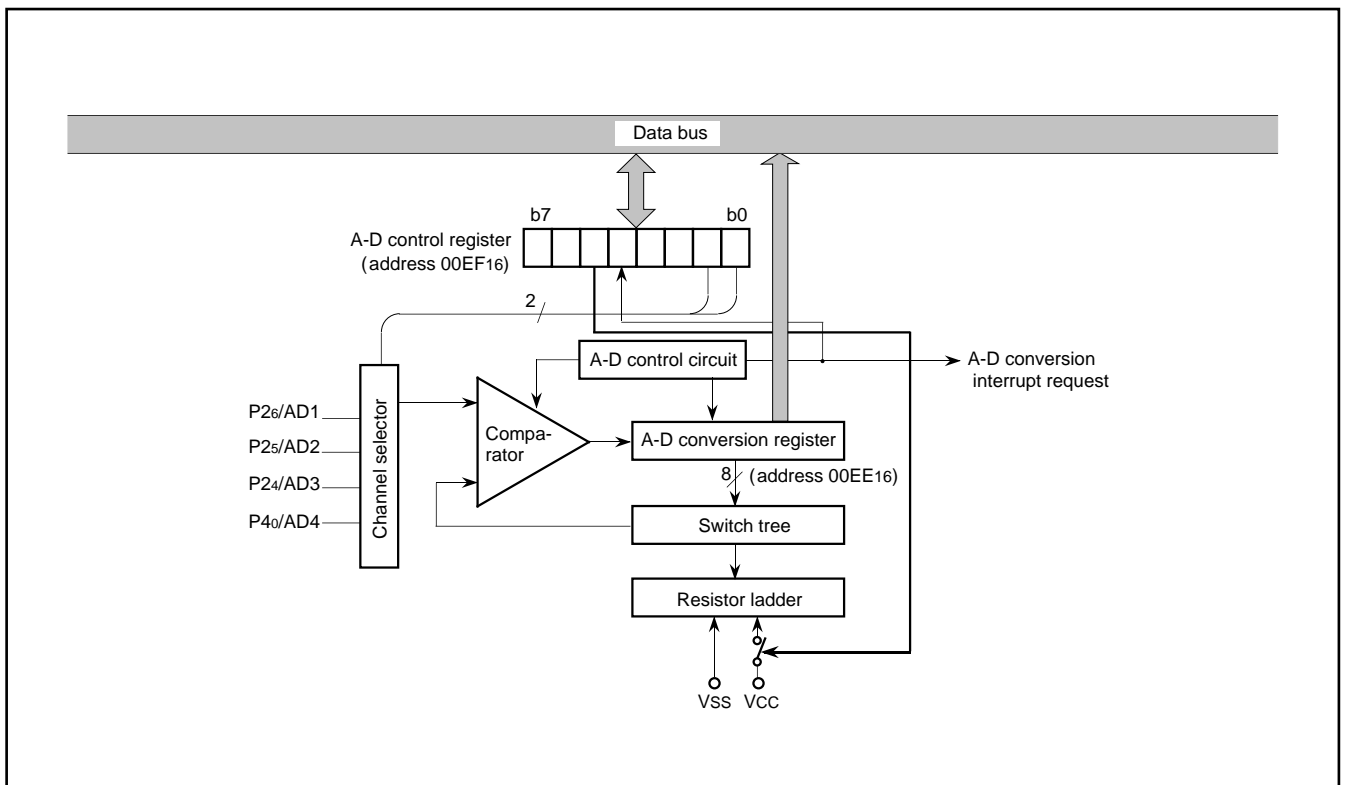 Data bus
b7 b0
A-D control register
(address 00EF16)
2
A-D control circuit
A-D conversion
interrupt request
P26/AD1
P25/AD2
P24/AD3
P40/AD4
Channel selector
Compa-
rator
A-D conversion register
8 (address 00EE16)
Switch tree
Resistor ladder
VSS VCC